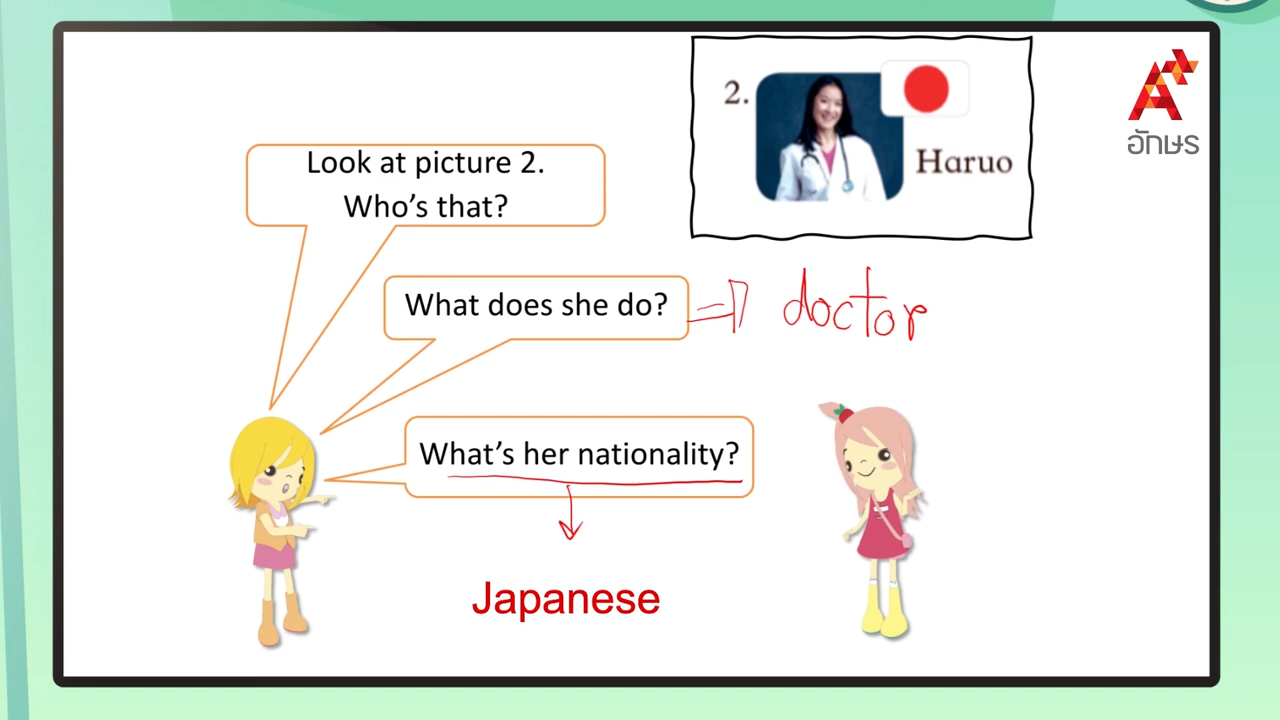 2.
Haruo
อักษร
Look at picture 2.
Who's that?
What does she do?
doctor
What's her nationality?
Japanese